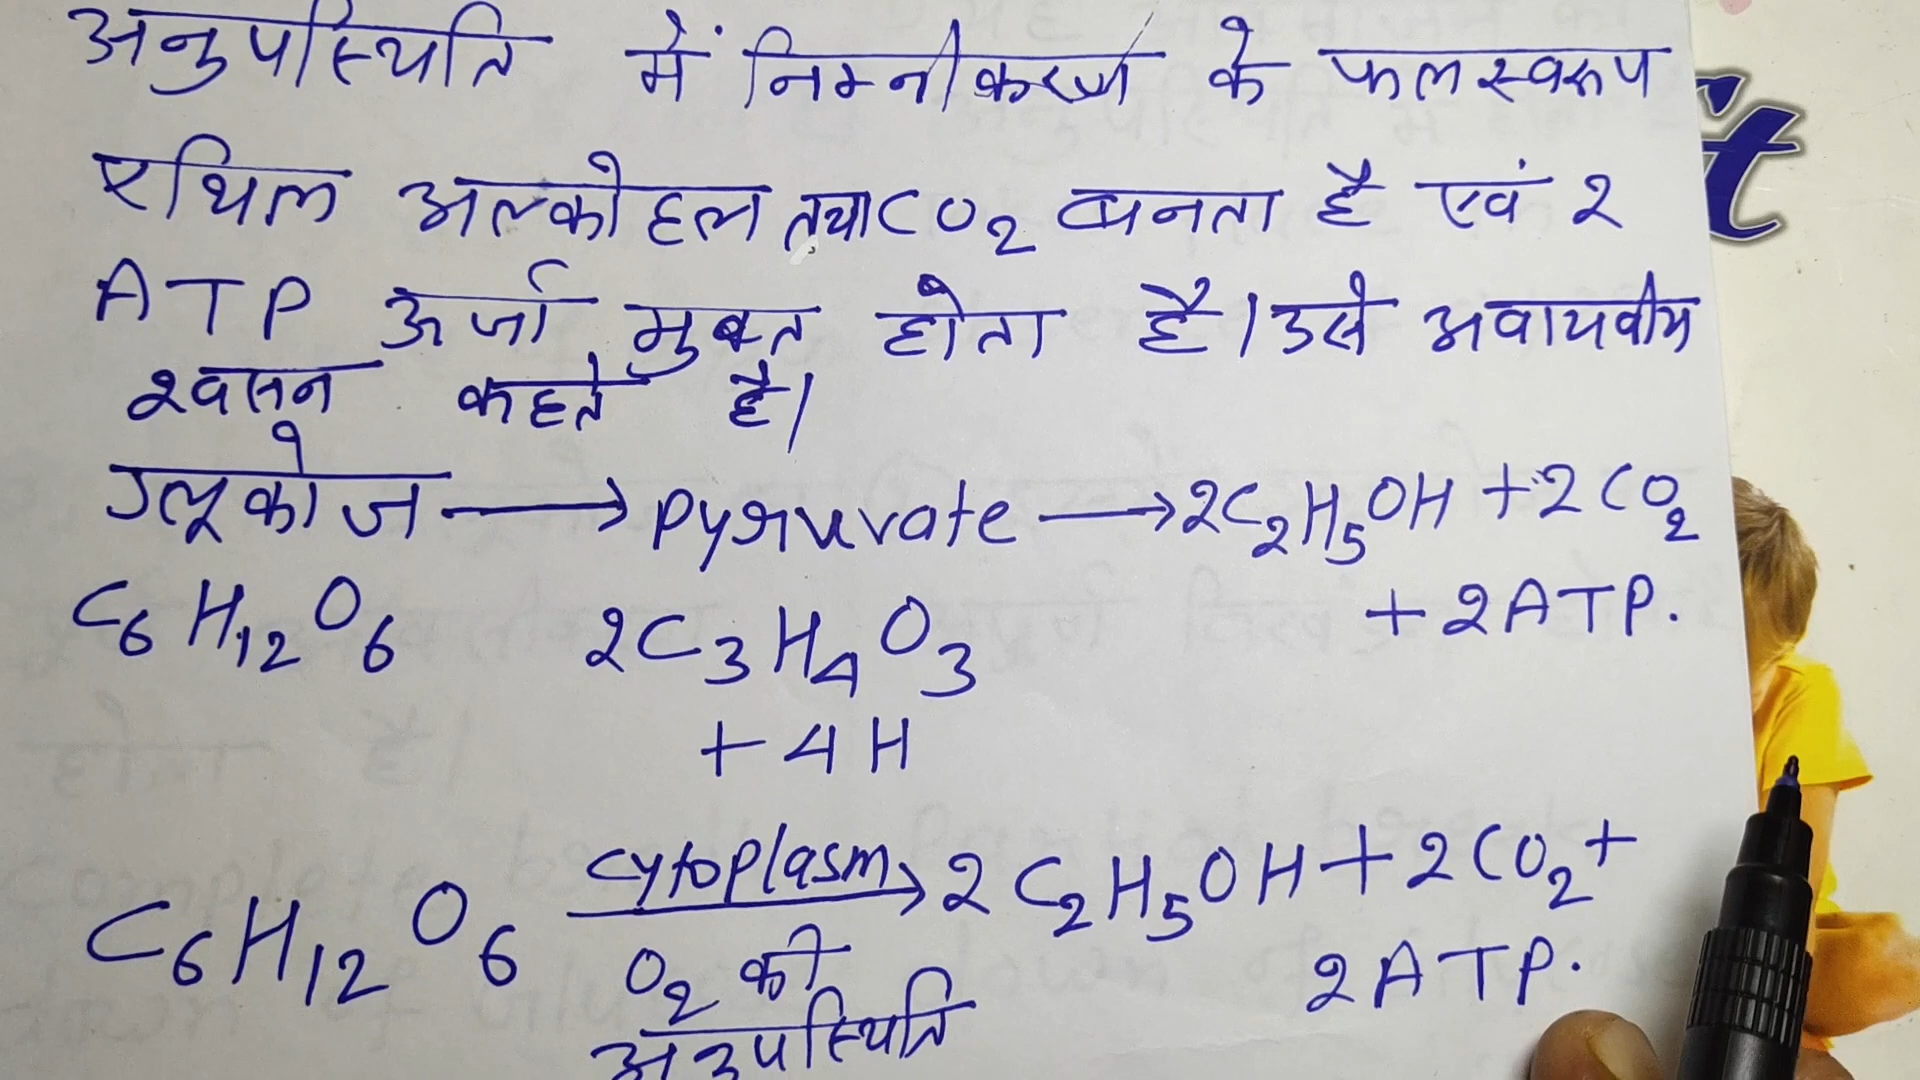 अनुपस्थिति में निम्नीकरण के फलस्वरूप
एथिल अल्कोहल तथा CO₂ बनता है एवं 2
ATP ऊर्जा मुक्त होता है। उसे अवायवीय
श्वसन कहते है।
ग्लूकोज → Pyruvate → 2C₂H₅OH + 2CO₂
C₆H₁₂O₆ 2C₃H₄O₃ + 2ATP.
+ 4H
C₆H₁₂O₆ cytoplasm → 2C₂H₅OH + 2CO₂ +
O₂ की 2ATP.
अनुपस्थिति